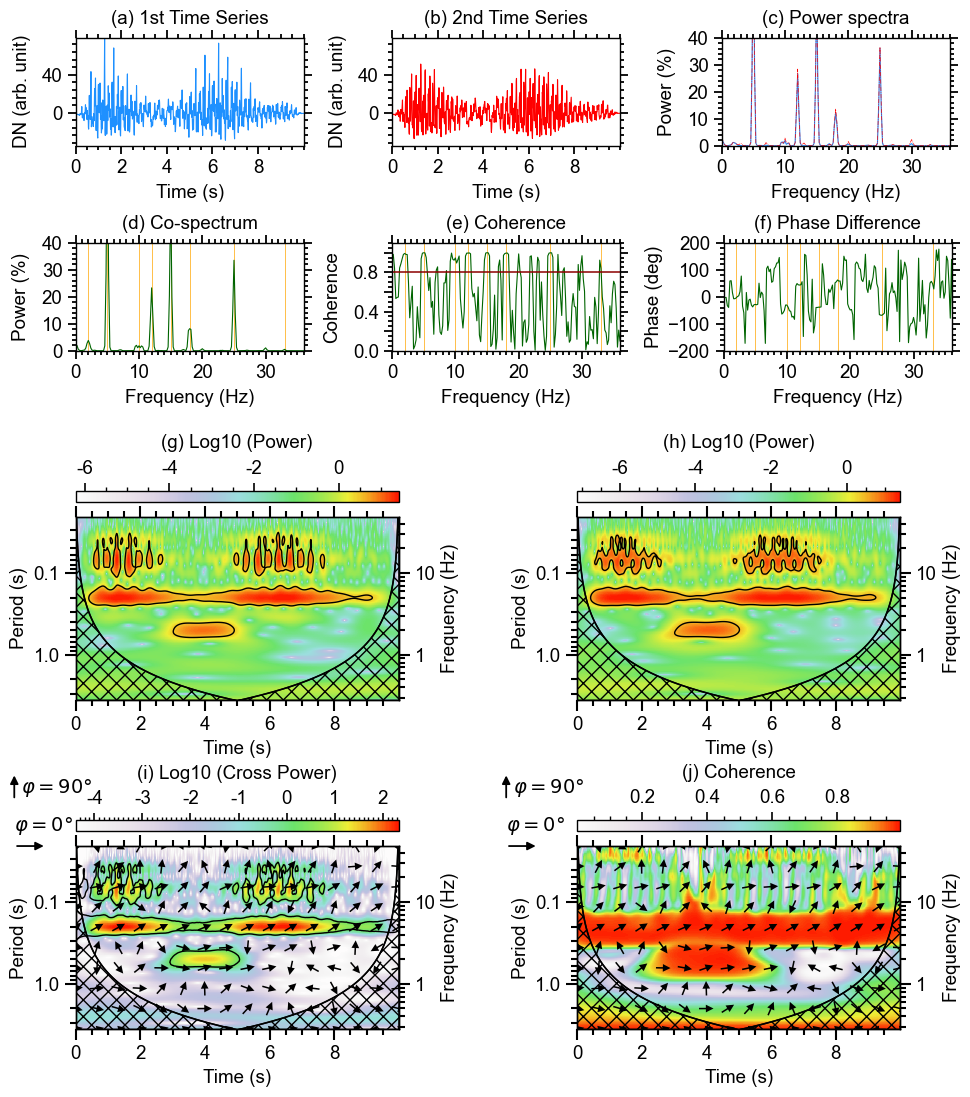 (a) 1st Time Series (b) 2nd Time Series (c) Power spectra
DN (arb. unit) 40 0 DN (arb. unit) 40 0 Power (%) 40 30 20 10 0
0 2 4 6 8 0 2 4 6 8 0 10 20 30
Time (s) Time (s) Frequency (Hz)
(d) Co-spectrum (e) Coherence (f) Phase Difference
Power (%) 40 30 20 10 0 Coherence 0.8 0.4 0.0 Phase (deg) 200 100 0 −100 −200
0 10 20 30 0 10 20 30 0 10 20 30
Frequency (Hz) Frequency (Hz) Frequency (Hz)
(g) Log10 (Power) (h) Log10 (Power)
-6 -4 -2 0 -6 -4 -2 0
Period (s) 0.1 1.0 10 1 Frequency (Hz) Period (s) 0.1 1.0 10 1 Frequency (Hz)
0 2 4 6 8 0 2 4 6 8
Time (s) Time (s)
(i) Log10 (Cross Power) (j) Coherence
φ = 90° φ = 90°
-4 -3 -2 -1 0 1 2 0.2 0.4 0.6 0.8
φ = 0° φ = 0°
Period (s) 0.1 1.0 10 1 Frequency (Hz) Period (s) 0.1 1.0 10 1 Frequency (Hz)
0 2 4 6 8 0 2 4 6 8
Time (s) Time (s)